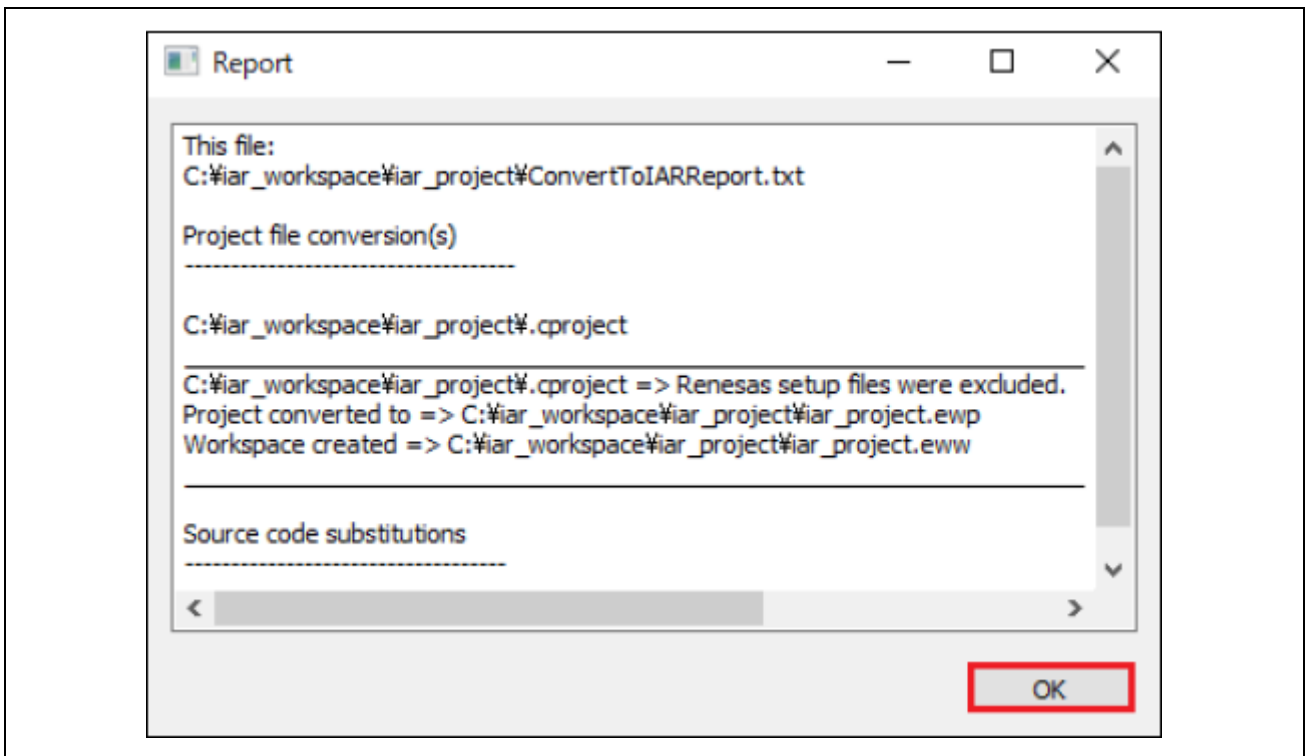 Report
This file:
C:¥iar_workspace¥iar_project¥ConvertToIARReport.txt
Project file conversion(s)
------------------------------------
C:¥iar_workspace¥iar_project¥.cproject
C:¥iar_workspace¥iar_project¥.cproject => Renesas setup files were excluded.
Project converted to => C:¥iar_workspace¥iar_project¥iar_project.ewp
Workspace created => C:¥iar_workspace¥iar_project¥iar_project.eww
Source code substitutions
-----------------------------------
OK